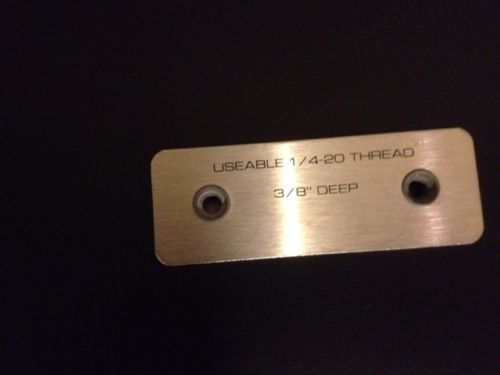 USEABLE 1/4-20 THREAD
3/8" DEEP